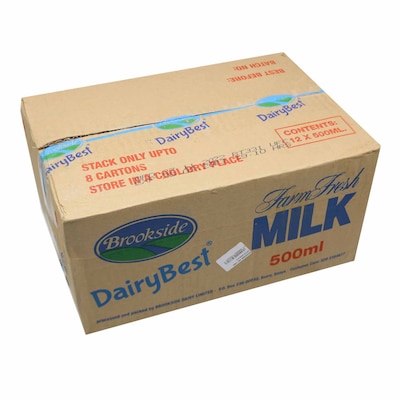 BATCH NO:
BEST BEFORE:
DairyBest
DairyBest
DairyBest
CONTENTS:
12 X 500ML.
STACK ONLY UPTO
8 CARTONS
STORE IN A COOL DRY PLACE
Brookside
DairyBest®
Farm Fresh
MILK
500ml